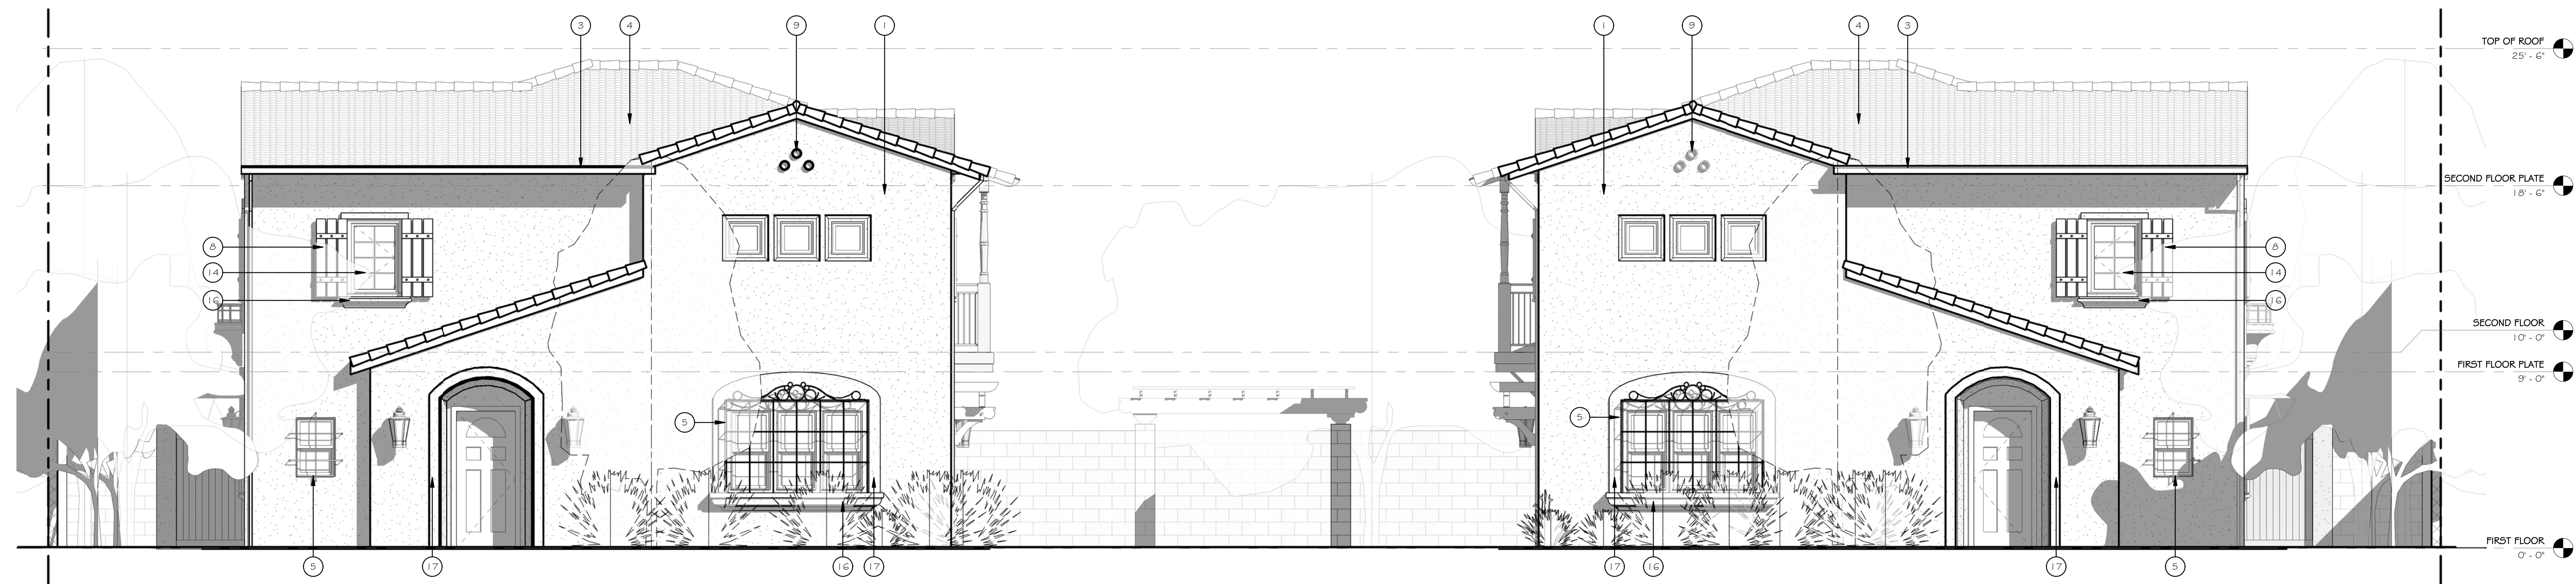 3
4
9
1
1
9
4
3
TOP OF ROOF
25' - 6"
SECOND FLOOR PLATE
18' - 6"
8
14
16
8
14
16
SECOND FLOOR
10' - 0"
FIRST FLOOR PLATE
9' - 0"
5
5
FIRST FLOOR
0' - 0"
5
17
16
17
17
16
17
5